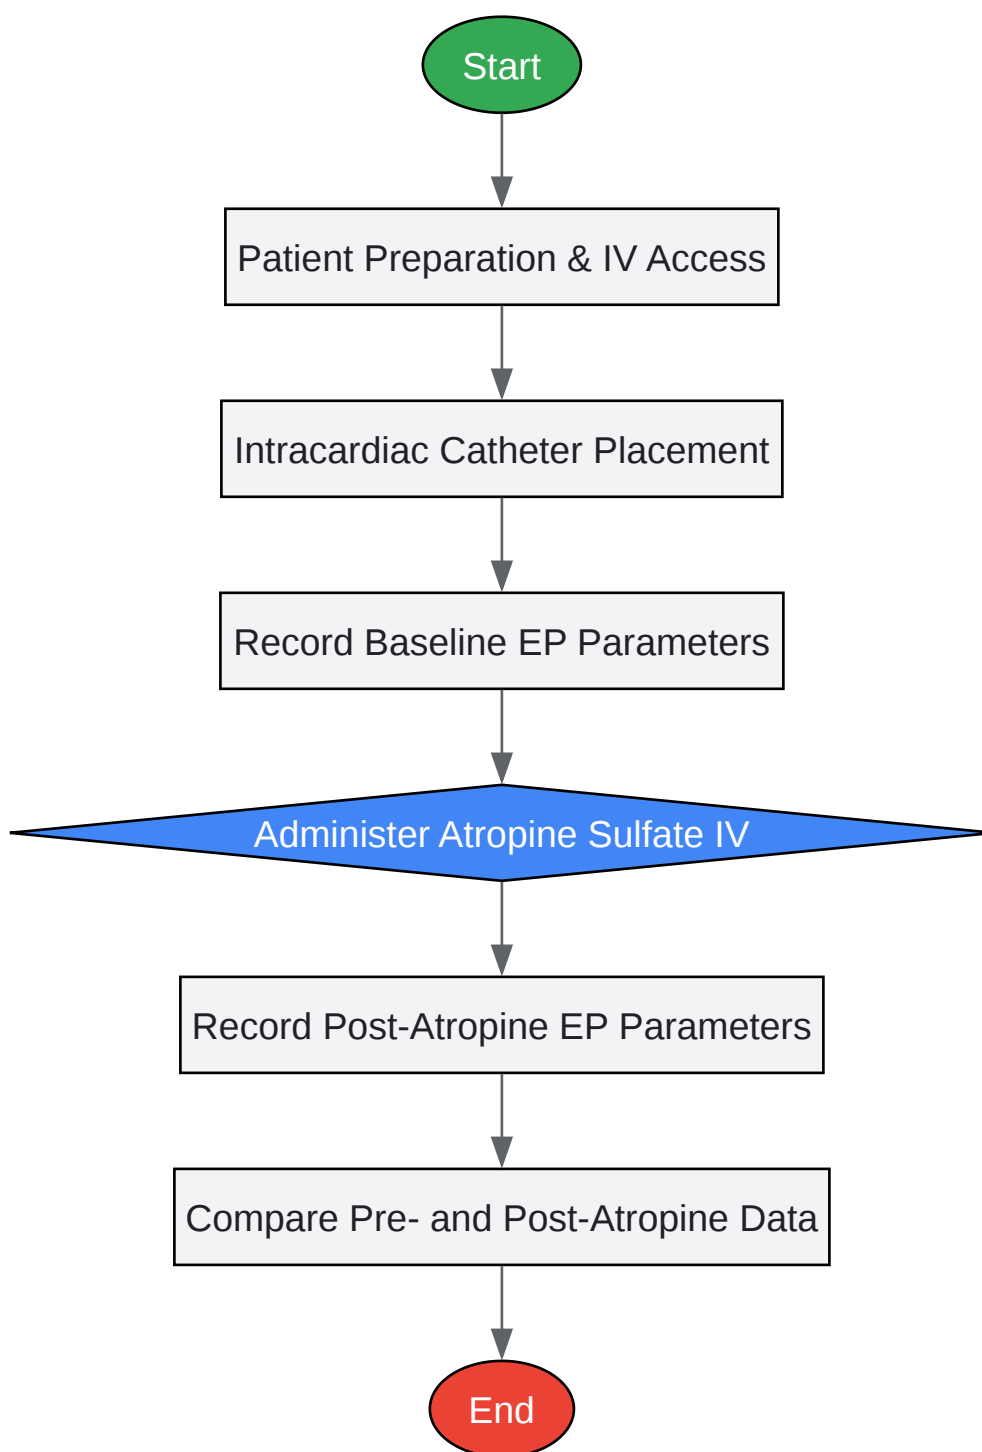 Start
Patient Preparation & IV Access
Intracardiac Catheter Placement
Record Baseline EP Parameters
Administer Atropine Sulfate IV
Record Post-Atropine EP Parameters
Compare Pre- and Post-Atropine Data
End